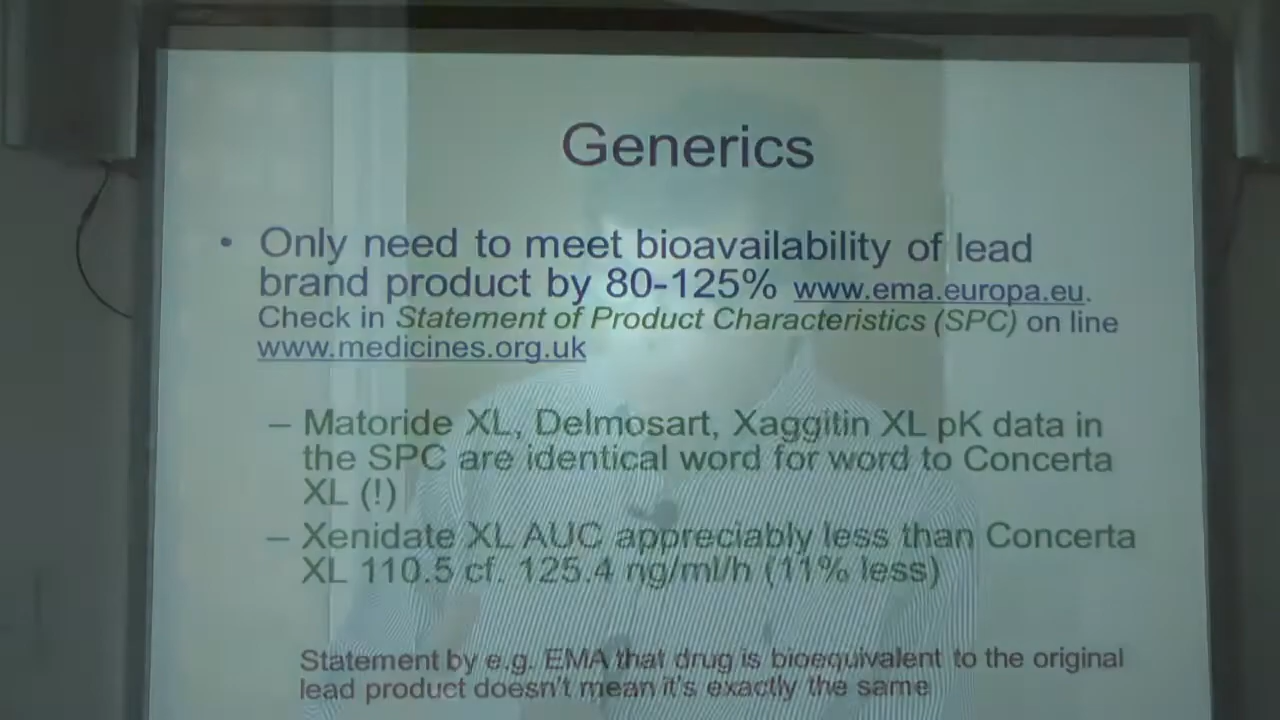 Generics
• Only need to meet bioavailability of lead
brand product by 80-125% www.ema.europa.eu.
Check in Statement of Product Characteristics (SPC) on line
www.medicines.org.uk
– Matoride XL, Delmosart, Xaggitin XL pK data in
the SPC are identical word for word to Concerta
XL (!)
– Xenidate XL AUC appreciably less than Concerta
XL 110.5 cf. 125.4 ng/ml/h (11% less)
Statement by e.g. EMA that drug is bioequivalent to the original
lead product doesn't mean it's exactly the same